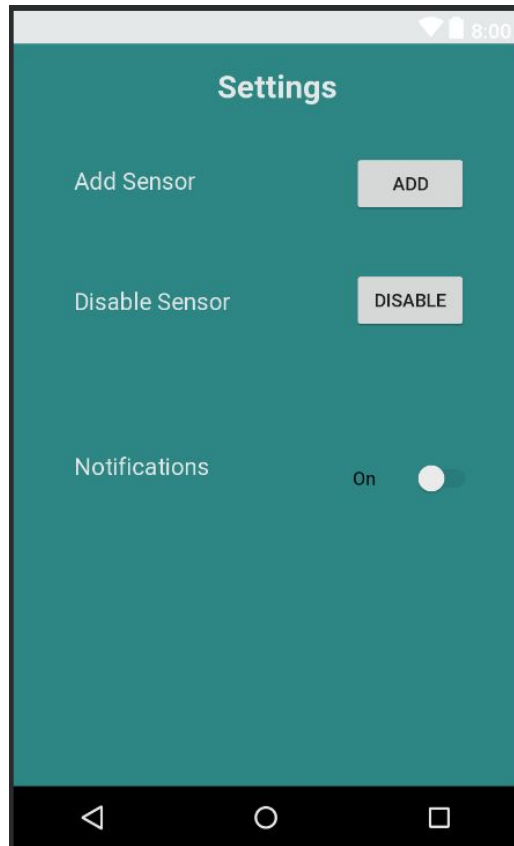 8:00
Settings
Add Sensor ADD
Disable Sensor DISABLE
Notifications On